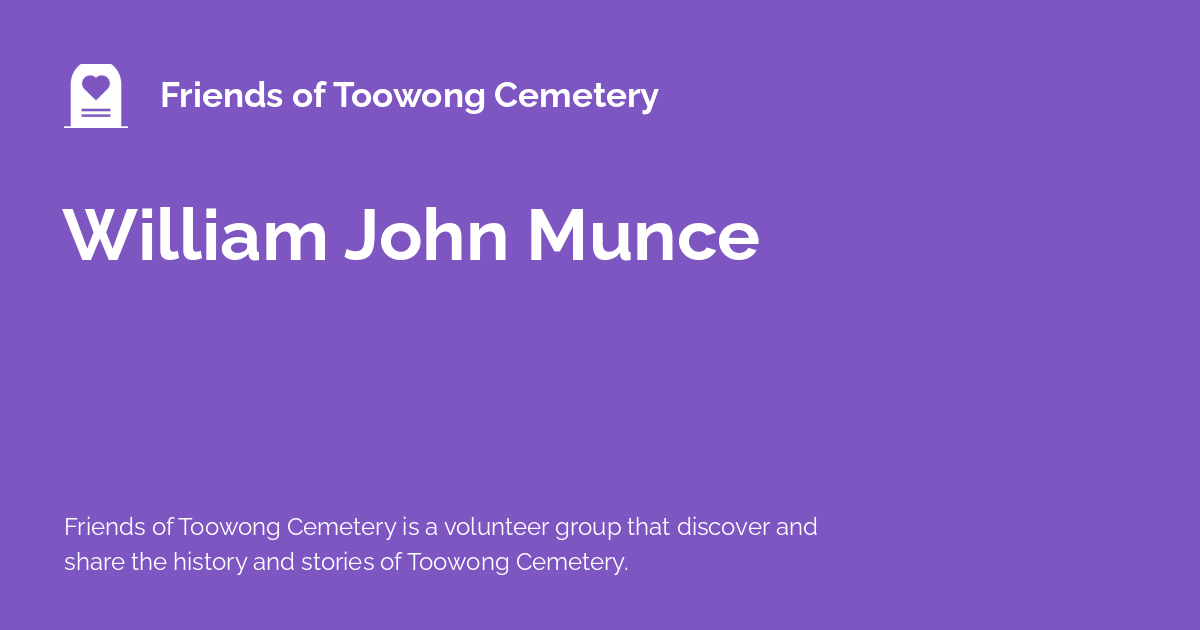 Friends of Toowong Cemetery
William John Munce
Friends of Toowong Cemetery is a volunteer group that discover and
share the history and stories of Toowong Cemetery.